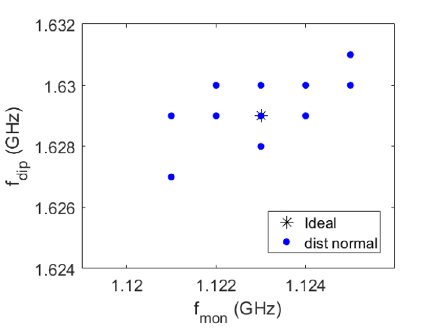 1.632
1.63
1.628
1.626
1.624
f_dip (GHz)
Ideal
dist normal
1.12
1.122
1.124
f_mon (GHz)